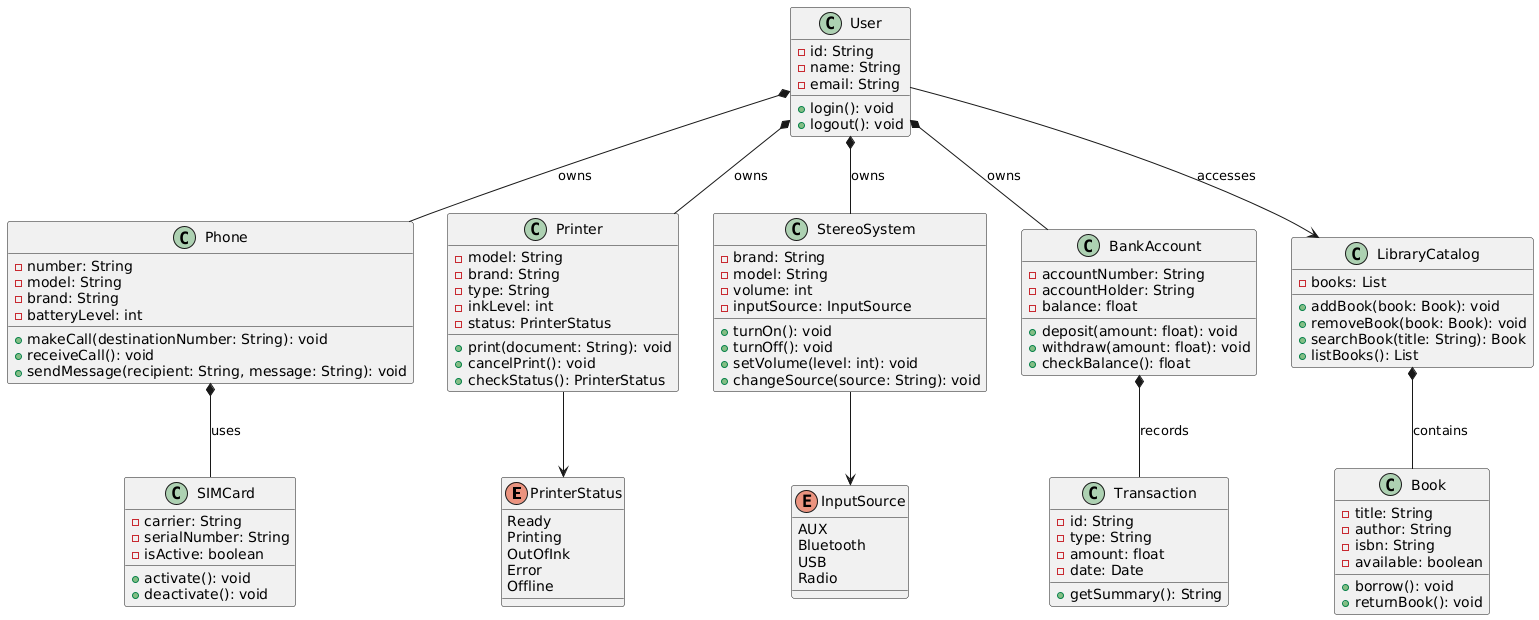 C User
id: String
name: String
email: String
login(): void
logout(): void
owns
owns
owns
owns
accesses
C Phone
number: String
model: String
brand: String
batteryLevel: int
makeCall(destinationNumber: String): void
receiveCall(): void
sendMessage(recipient: String, message: String): void
C Printer
model: String
brand: String
type: String
inkLevel: int
status: PrinterStatus
print(document: String): void
cancelPrint(): void
checkStatus(): PrinterStatus
C StereoSystem
brand: String
model: String
volume: int
inputSource: InputSource
turnOn(): void
turnOff(): void
setVolume(level: int): void
changeSource(source: String): void
C BankAccount
accountNumber: String
accountHolder: String
balance: float
deposit(amount: float): void
withdraw(amount: float): void
checkBalance(): float
C LibraryCatalog
books: List
addBook(book: Book): void
removeBook(book: Book): void
searchBook(title: String): Book
listBooks(): List
uses
records
contains
C SIMCard
carrier: String
serialNumber: String
isActive: boolean
activate(): void
deactivate(): void
E PrinterStatus
Ready
Printing
OutOfInk
Error
Offline
E InputSource
AUX
Bluetooth
USB
Radio
C Transaction
id: String
type: String
amount: float
date: Date
getSummary(): String
C Book
title: String
author: String
isbn: String
available: boolean
borrow(): void
returnBook(): void